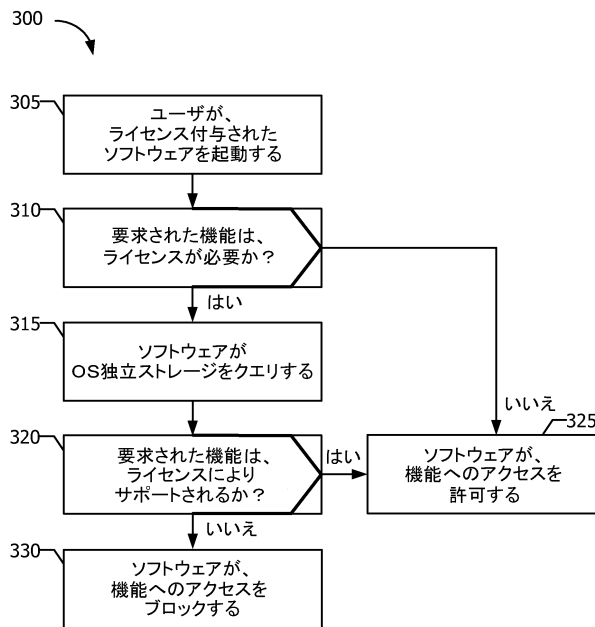 300
305
ユーザが、
ライセンス付与された
ソフトウェアを起動する
310
要求された機能は、
ライセンスが必要か？
はい
315
ソフトウェアが
OS独立ストレージをクエリする
いいえ
325
320
要求された機能は、
ライセンスにより
サポートされるか？
はい
ソフトウェアが、
機能へのアクセスを
許可する
いいえ
330
ソフトウェアが、
機能へのアクセスを
ブロックする